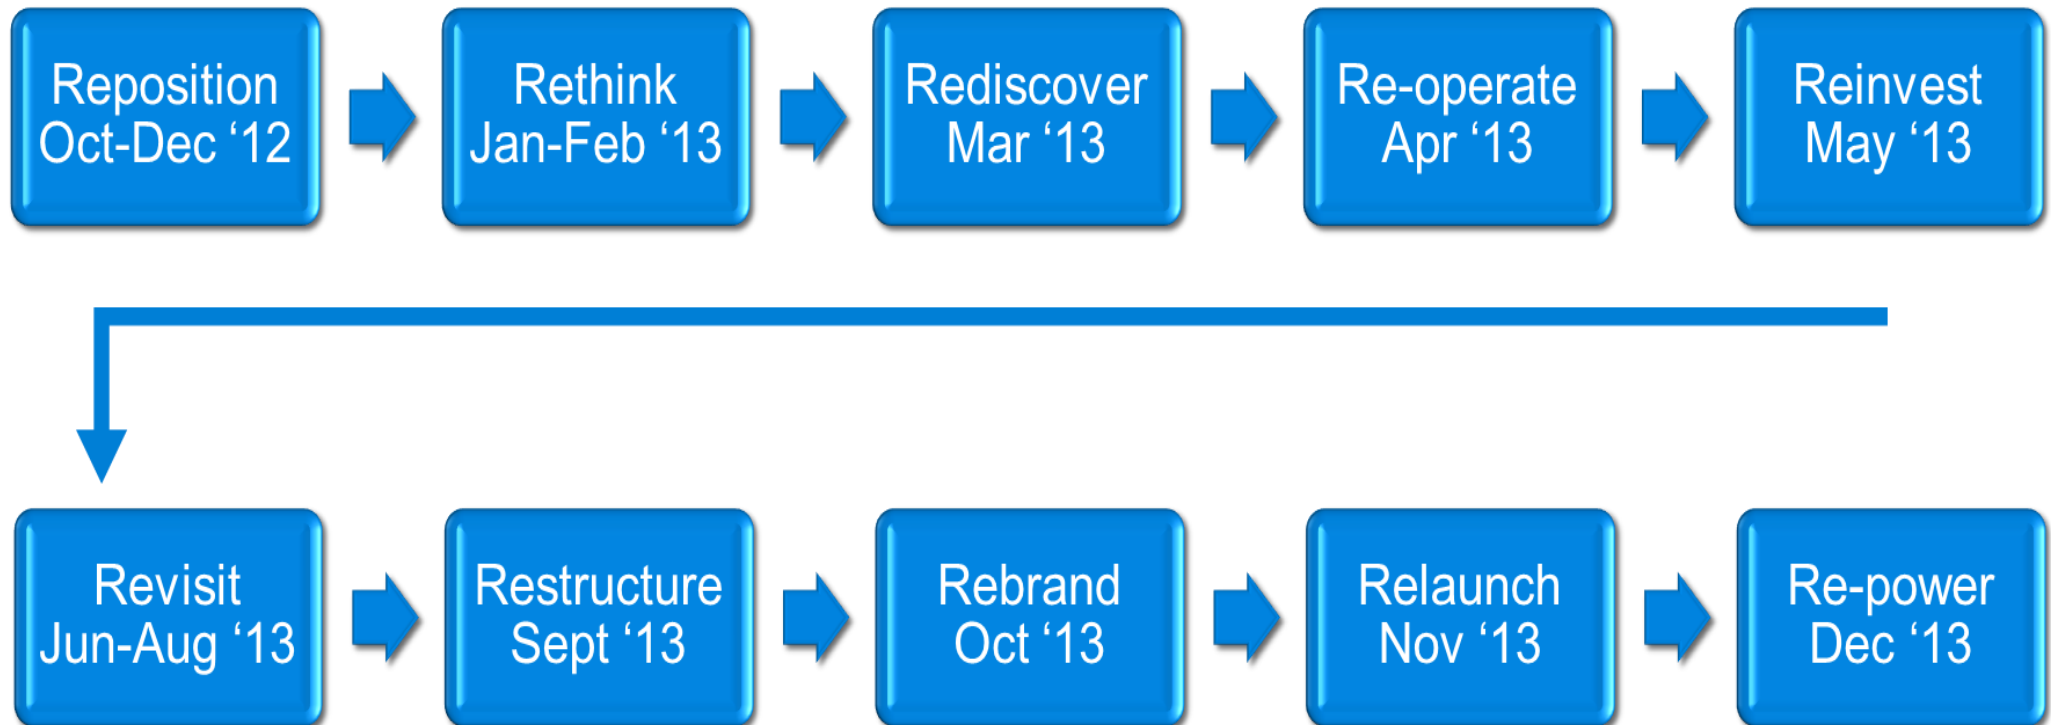 Reposition
Oct-Dec ‘12
Rethink
Jan-Feb ‘13
Rediscover
Mar ‘13
Re-operate
Apr ‘13
Reinvest
May ‘13
Revisit
Jun-Aug ‘13
Restructure
Sept ‘13
Rebrand
Oct ‘13
Relaunch
Nov ‘13
Re-power
Dec ‘13